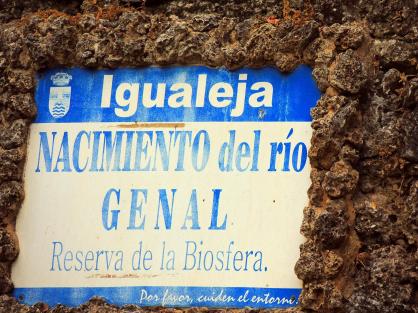 Igualeja
NACIMIENTO del río
GENAL
Reserva de la Biosfera.
Por favor, cuiden el entorno.